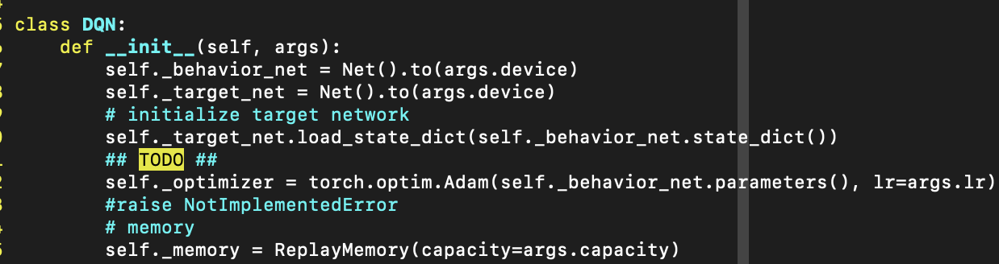 class DQN:
    def __init__(self, args):
        self._behavior_net = Net().to(args.device)
        self._target_net = Net().to(args.device)
        # initialize target network
        self._target_net.load_state_dict(self._behavior_net.state_dict())
        ## TODO ##
        self._optimizer = torch.optim.Adam(self._behavior_net.parameters(), lr=args.lr)
        #raise NotImplementedError
        # memory
        self._memory = ReplayMemory(capacity=args.capacity)